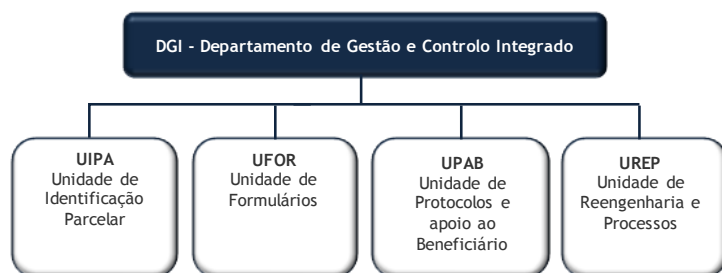 DGI - Departamento de Gestão e Controlo Integrado
UIPA
Unidade de
Identificação
Parcelar
UFOR
Unidade de
Formulários
UPAB
Unidade de
Protocolos e
apoio ao
Beneficiário
UREP
Unidade de
Reengenharia e
Processos